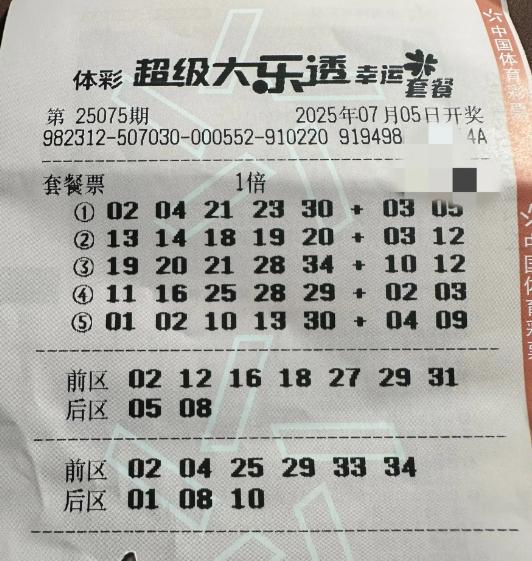 体彩 超级大乐透 幸运套餐
第 25075期 2025年07月05日开奖
982312-507030-000552-910220 919498 4A
套餐票 1倍
① 02 04 21 23 30 + 03 05
② 13 14 18 19 20 + 03 12
③ 19 20 21 28 34 + 10 12
④ 11 16 25 28 29 + 02 03
⑤ 01 02 10 13 30 + 04 09
前区 02 12 16 18 27 29 31
后区 05 08
前区 02 04 25 29 33 34
后区 01 08 10
中国体育彩票
中国体育彩票